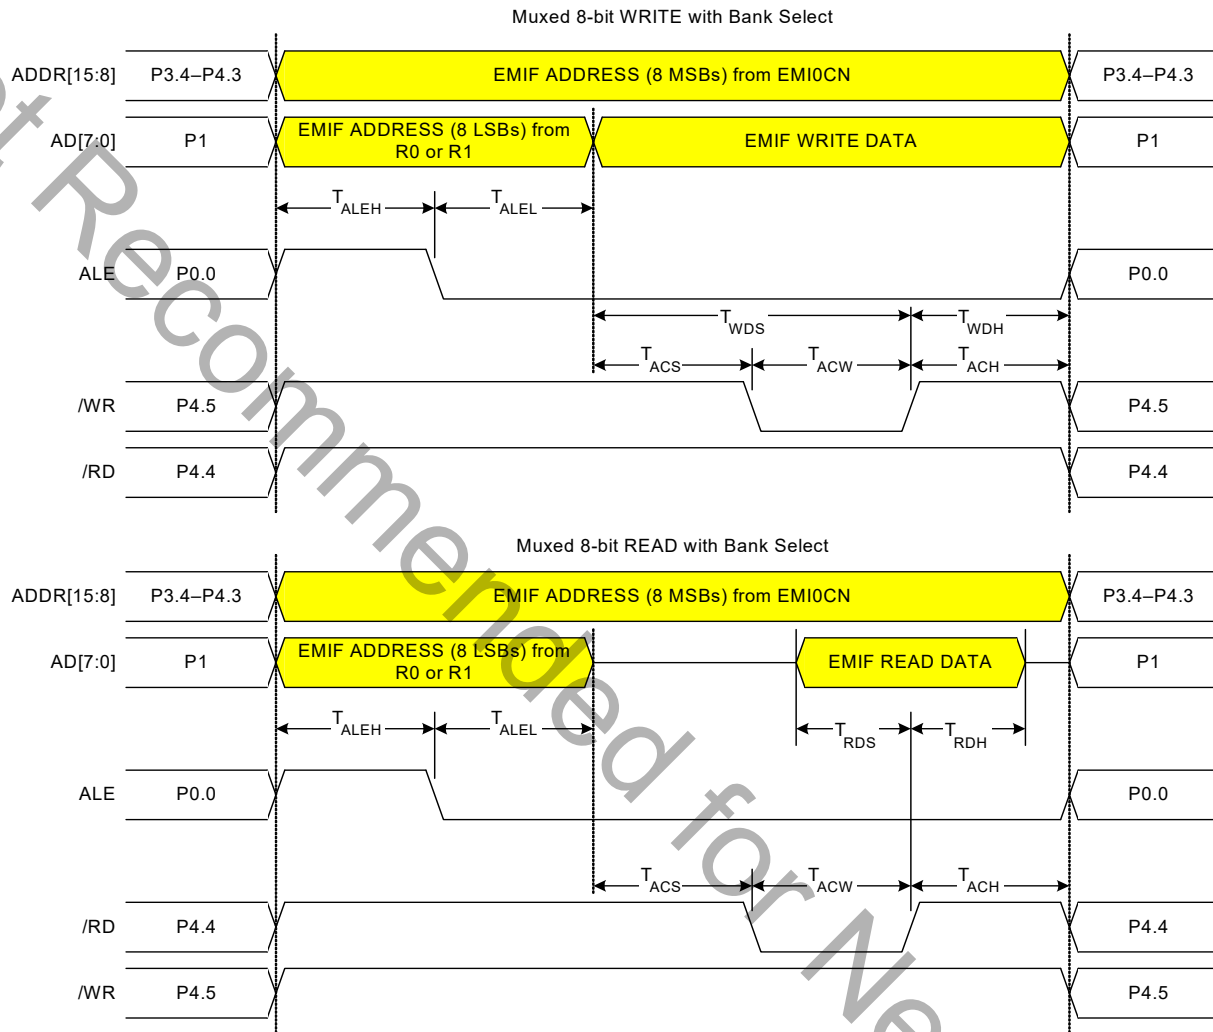 Muxed 8-bit WRITE with Bank Select
ADDR[15:8] P3.4–P4.3 EMIF ADDRESS (8 MSBs) from EMI0CN P3.4–P4.3
AD[7:0] P1 EMIF ADDRESS (8 LSBs) from R0 or R1 EMIF WRITE DATA P1
TALEH TALEL
ALE P0.0 P0.0
TWDS TWDH
TACS TACW TACH
/WR P4.5 P4.5
/RD P4.4 P4.4
Muxed 8-bit READ with Bank Select
ADDR[15:8] P3.4–P4.3 EMIF ADDRESS (8 MSBs) from EMI0CN P3.4–P4.3
AD[7:0] P1 EMIF ADDRESS (8 LSBs) from R0 or R1 EMIF READ DATA P1
TALEH TALEL TRDS TRDH
ALE P0.0 P0.0
TACS TACW TACH
/RD P4.4 P4.4
/WR P4.5 P4.5
Recommended for